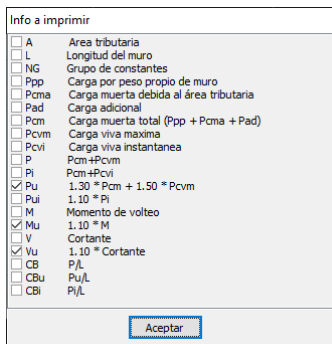 Info a imprimir
A Area tributaria
L Longitud del muro
NG Grupo de constantes
Ppp Carga por peso propio de muro
Pcma Carga muerta debida al área tributaria
Pad Carga adicional
Pcm Carga muerta total (Ppp + Pcma + Pad)
Pcvm Carga viva maxima
Pcvi Carga viva instantanea
P Pcm+Pcvm
Pi Pcm+Pcvi
Pu 1.30 * Pcm + 1.50 * Pcvm
Pui 1.10 * Pi
M Momento de volteo
Mu 1.10 * M
V Cortante
Vu 1.10 * Cortante
CB P/L
CBu Pu/L
CBi Pi/L
Aceptar